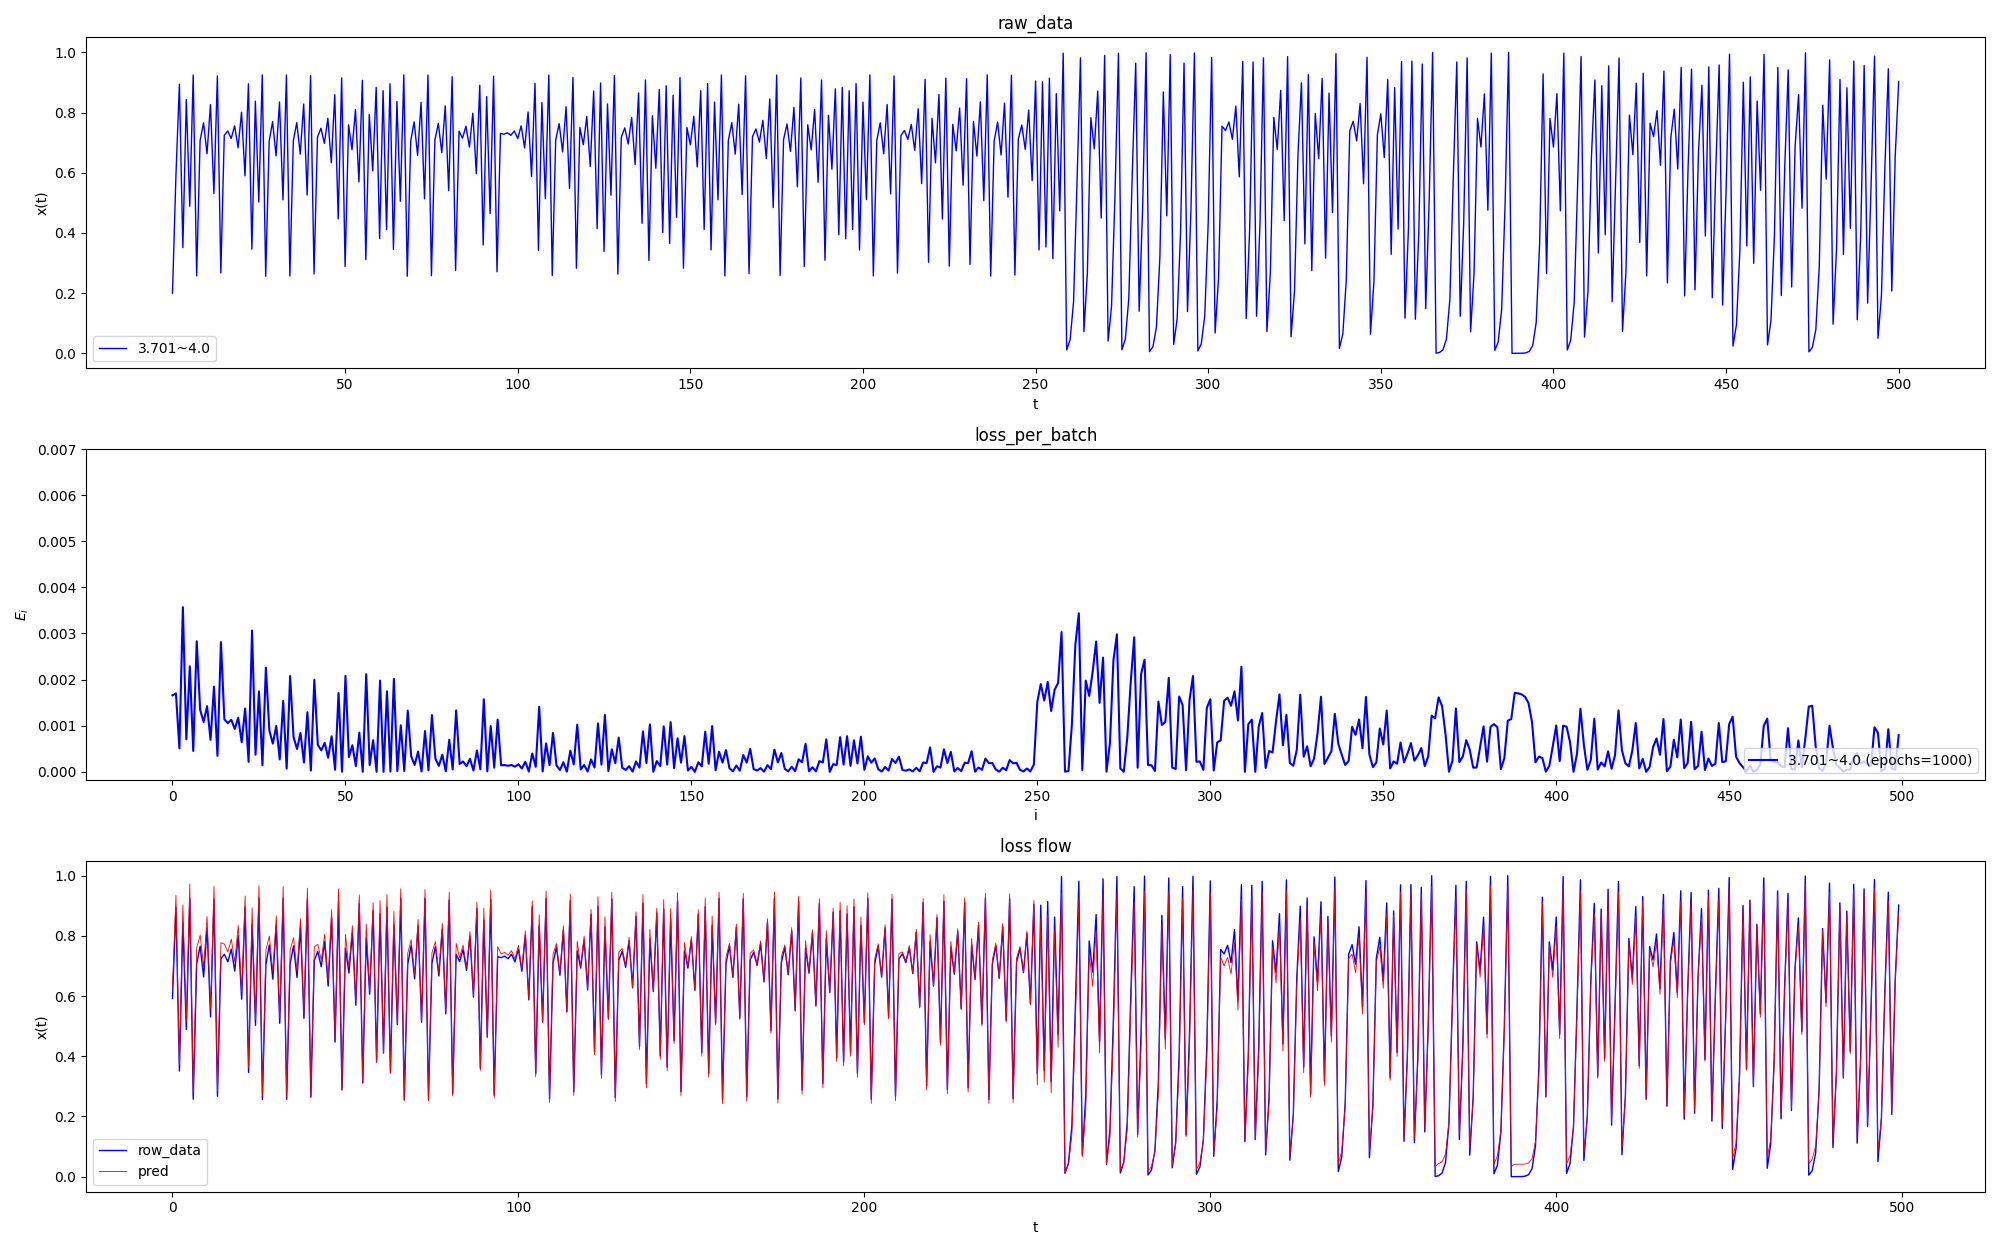 raw_data
1.0
0.8
0.6
0.4
0.2
0.0
x(t)
3.701~4.0
50 100 150 200 250 300 350 400 450 500
t
loss_per_batch
0.007
0.006
0.005
0.004
0.003
0.002
0.001
0.000
E_i
3.701~4.0 (epochs=1000)
0 50 100 150 200 250 300 350 400 450 500
i
loss flow
1.0
0.8
0.6
0.4
0.2
0.0
x(t)
row_data
pred
0 100 200 300 400 500
t